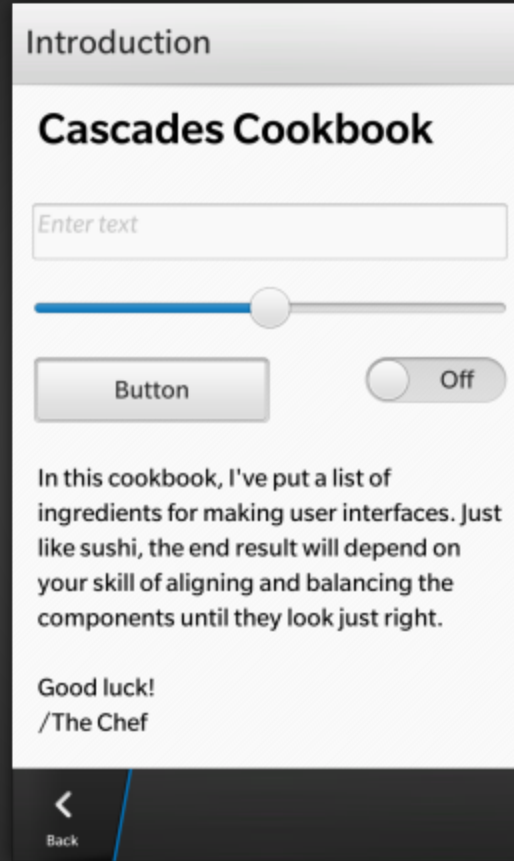 Introduction
Cascades Cookbook
Enter text
Button
Off
In this cookbook, I've put a list of
ingredients for making user interfaces. Just
like sushi, the end result will depend on
your skill of aligning and balancing the
components until they look just right.
Good luck!
/The Chef
Back